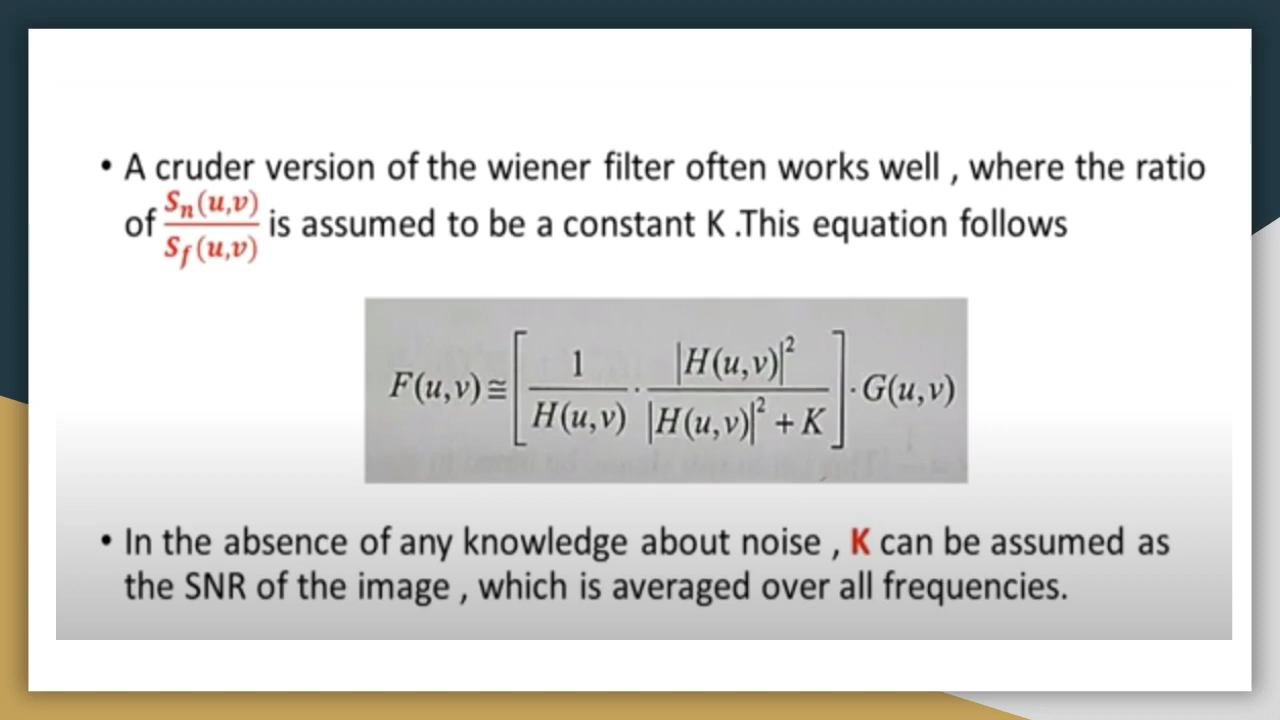 • A cruder version of the wiener filter often works well , where the ratio
of Sn(u,v)/Sf(u,v) is assumed to be a constant K .This equation follows
F(u,v) ≅ [ 1/H(u,v) · |H(u,v)|²/(|H(u,v)|² + K) ] · G(u,v)
• In the absence of any knowledge about noise , K can be assumed as
the SNR of the image , which is averaged over all frequencies.